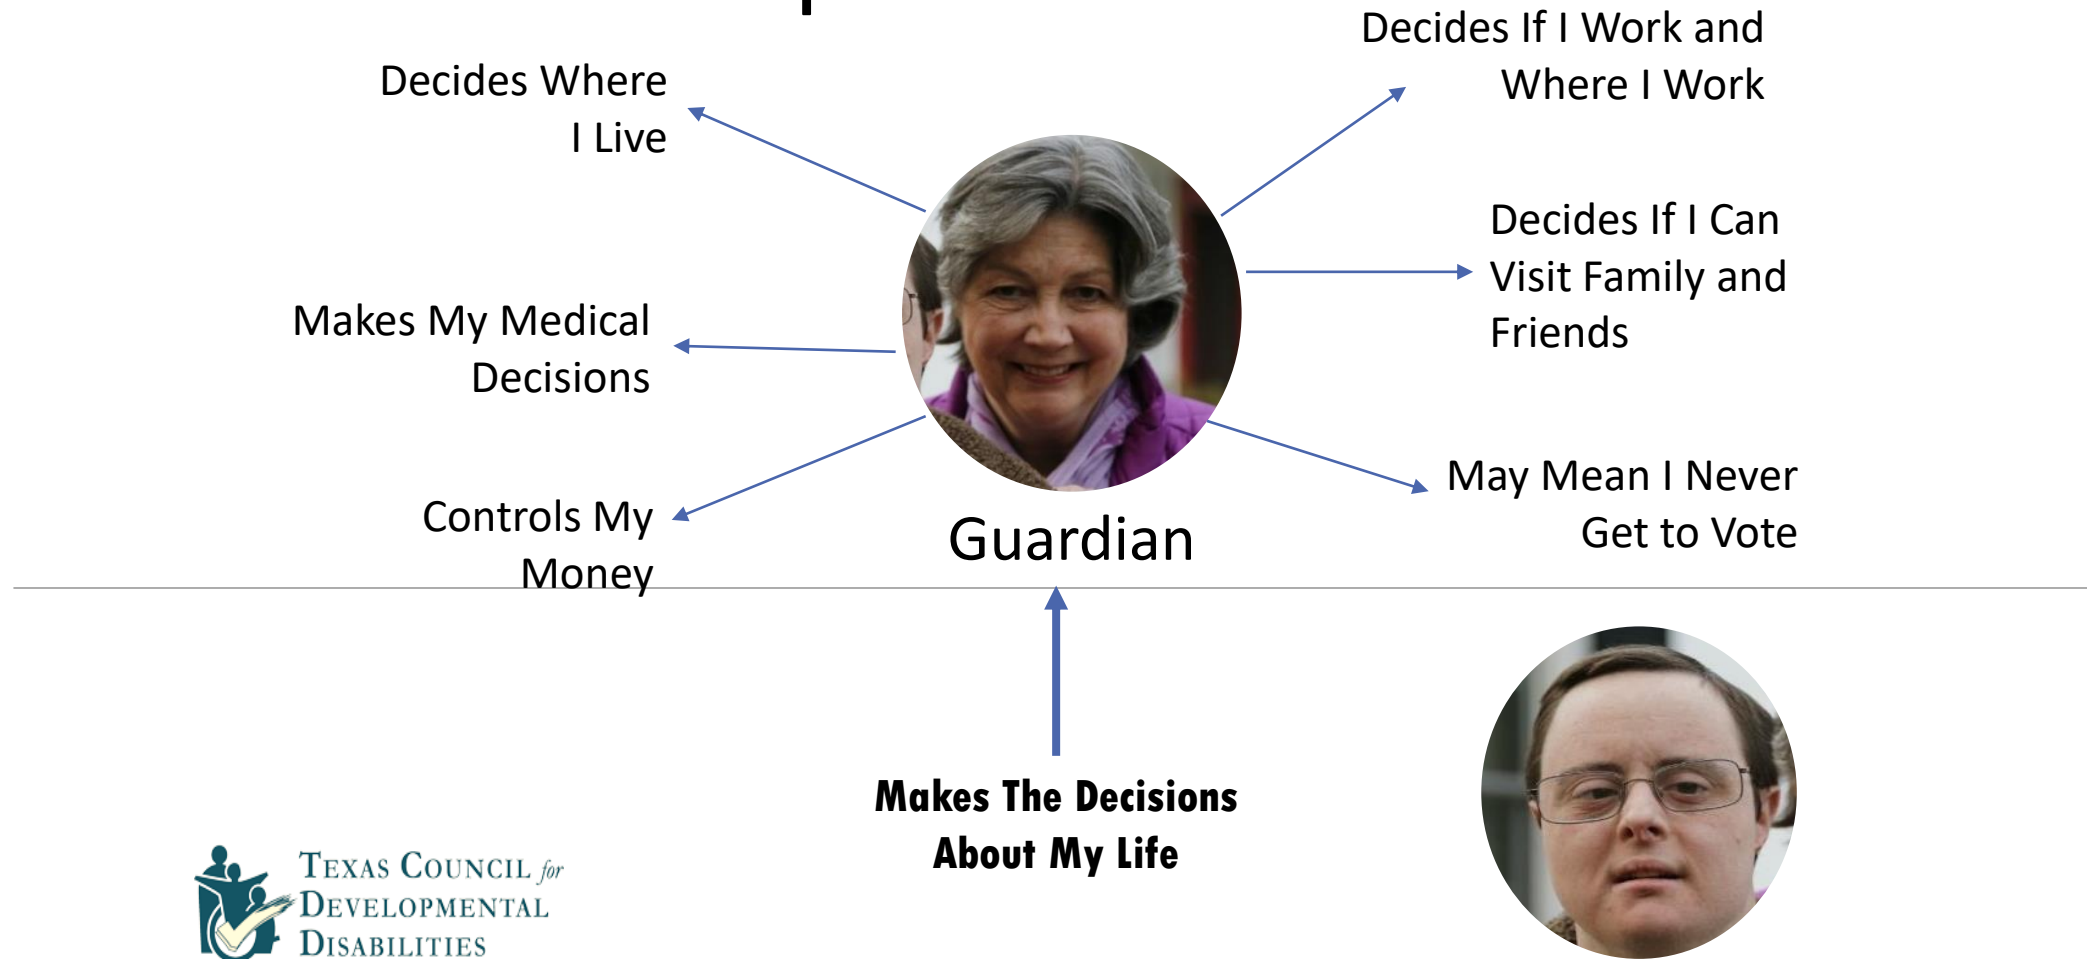 Decides Where
I Live
Makes My Medical
Decisions
Controls My
Money
Decides If I Work and
Where I Work
Decides If I Can
Visit Family and
Friends
May Mean I Never
Get to Vote
Guardian
Makes The Decisions
About My Life
TEXAS COUNCIL for
DEVELOPMENTAL
DISABILITIES